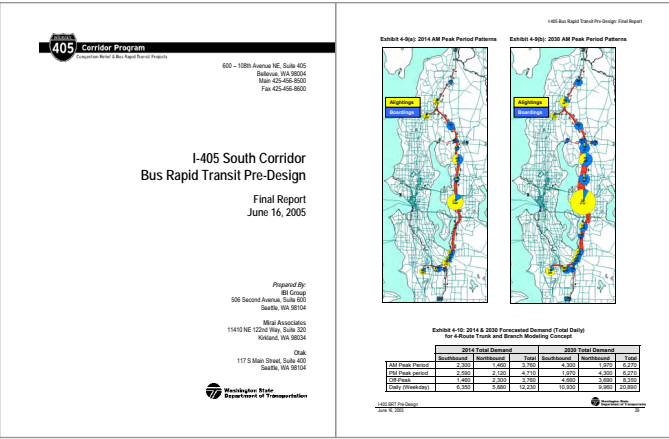 405 Corridor Program
Congestion Relief & Bus Rapid Transit Projects
600 – 108th Avenue NE, Suite 405
Bellevue, WA 98004
Main 425-456-8500
Fax 425-456-8600
I-405 South Corridor
Bus Rapid Transit Pre-Design
Final Report
June 16, 2005
Prepared By:
IBI Group
506 Second Avenue, Suite 600
Seattle, WA 98104
Mirai Associates
11410 NE 122nd Way, Suite 320
Kirkland, WA 98034
Otak
117 S Main Street, Suite 400
Seattle, WA 98104
Washington State
Department of Transportation
I-405 Bus Rapid Transit Pre-Design: Final Report
Exhibit 4-9(a): 2014 AM Peak Period Patterns
Exhibit 4-9(b): 2030 AM Peak Period Patterns
Alightings
Boardings
Alightings
Boardings
Exhibit 4-10: 2014 & 2030 Forecasted Demand (Total Daily)
for 4-Route Trunk and Branch Modeling Concept
2014 Total Demand 2030 Total Demand
Southbound Northbound Total Southbound Northbound Total
AM Peak Period 2,300 1,460 3,760 4,300 1,970 6,270
PM Peak period 2,590 2,120 4,710 1,970 4,300 6,270
Off-Peak 1,460 2,300 3,760 4,660 3,690 8,350
Daily (Weekday) 6,350 5,880 12,230 10,930 9,960 20,890
I-405 BRT Pre-Design
June 16, 2005
Washington State
Department of Transportation
29